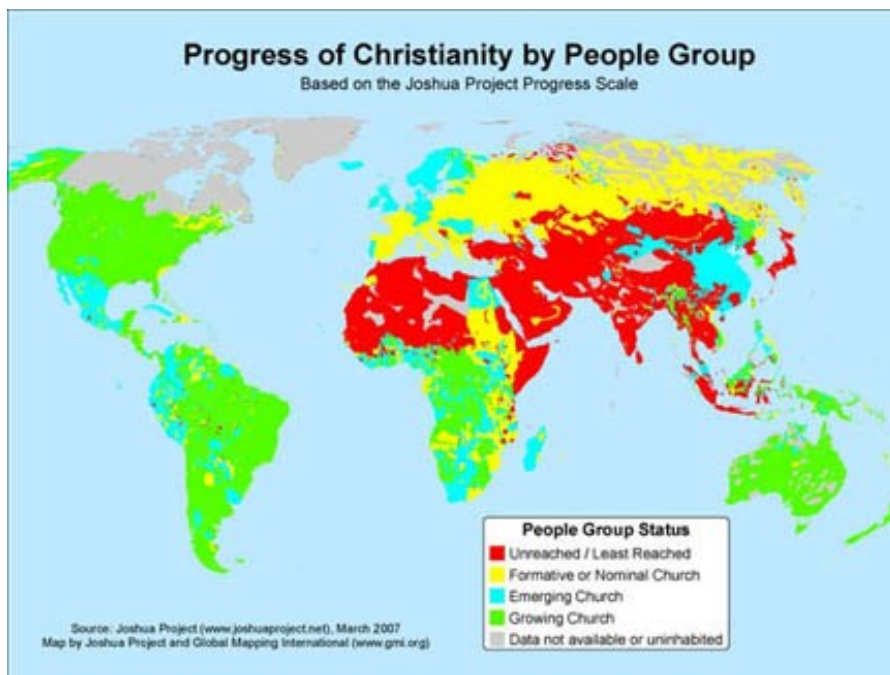 Progress of Christianity by People Group
Based on the Joshua Project Progress Scale
People Group Status
Unreached / Least Reached
Formative or Nominal Church
Emerging Church
Growing Church
Data not available or uninhabited
Source: Joshua Project (www.joshuaproject.net), March 2007
Map by Joshua Project and Global Mapping International (www.gmi.org)